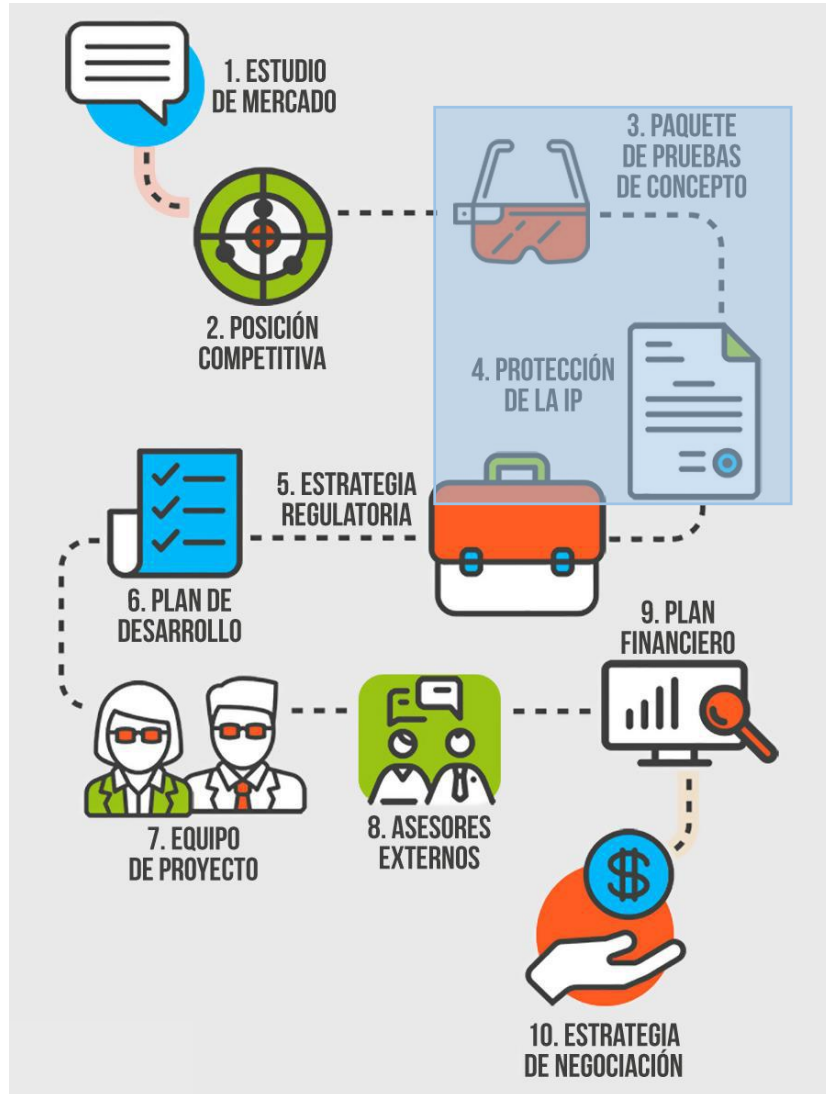 1. ESTUDIO
DE MERCADO
2. POSICIÓN
COMPETITIVA
3. PAQUETE
DE PRUEBAS
DE CONCEPTO
4. PROTECCIÓN
DE LA IP
5. ESTRATEGIA
REGULATORIA
6. PLAN DE
DESARROLLO
7. EQUIPO
DE PROYECTO
8. ASESORES
EXTERNOS
9. PLAN
FINANCIERO
$
10. ESTRATEGIA
DE NEGOCIACIÓN